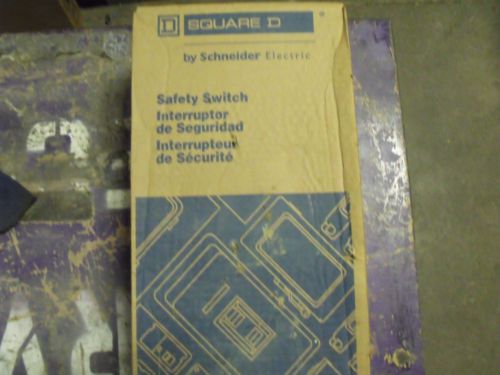 D SQUARE D
by Schneider Electric
Safety Switch
Interruptor
de Seguridad
Interrupteur
de Sécurité